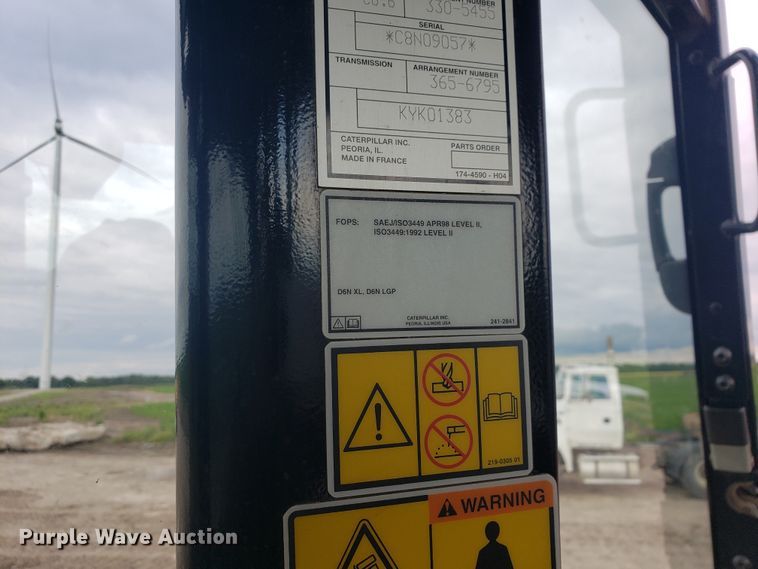 330-5455
SERIAL
*C8N09057*
TRANSMISSION
ARRANGEMENT NUMBER
365-6795
KYK01383
CATERPILLAR INC.
PEORIA, IL.
MADE IN FRANCE
PARTS ORDER
174-4590 - H04
FOPS: SAEJ/ISO3449 APR98 LEVEL II,
ISO3449:1992 LEVEL II
D6N XL, D6N LGP
CATERPILLAR INC.
PEORIA, ILLINOIS USA
241-2841
219-0305 01
WARNING
Purple Wave Auction